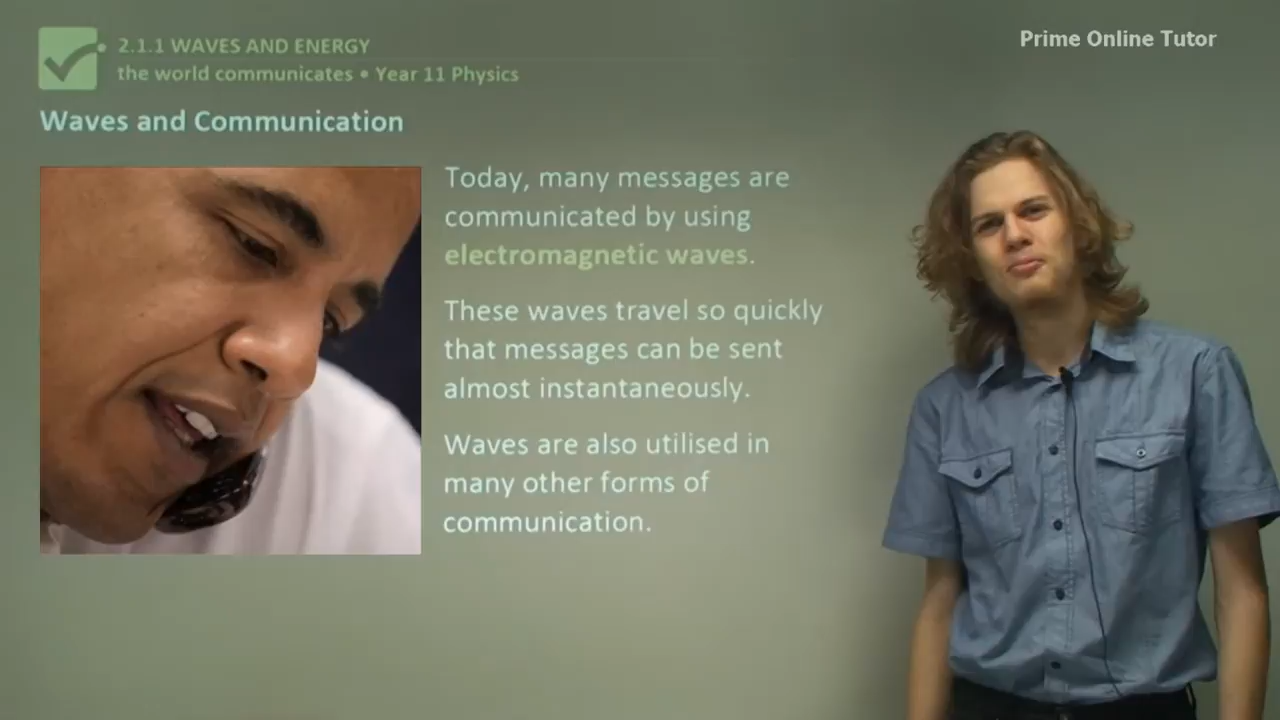 2.1.1 WAVES AND ENERGY
the world communicates • Year 11 Physics
Prime Online Tutor
Waves and Communication
Today, many messages are
communicated by using
electromagnetic waves.
These waves travel so quickly
that messages can be sent
almost instantaneously.
Waves are also utilised in
many other forms of
communication.